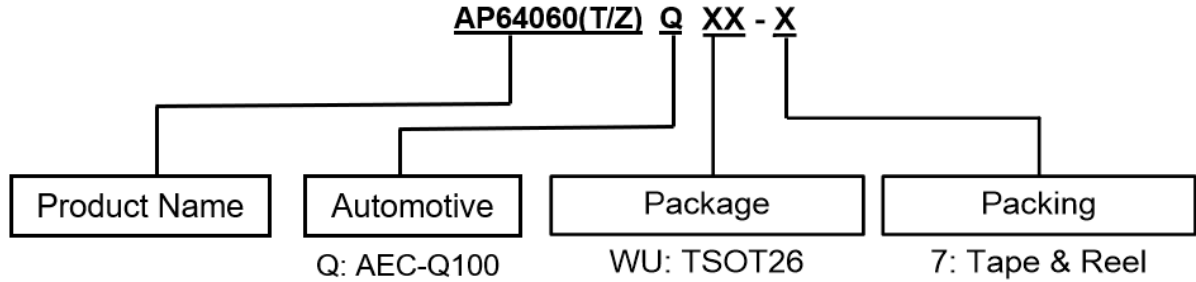 AP64060(T/Z) Q XX - X
Product Name Automotive Package Packing
Q: AEC-Q100 WU: TSOT26 7: Tape & Reel